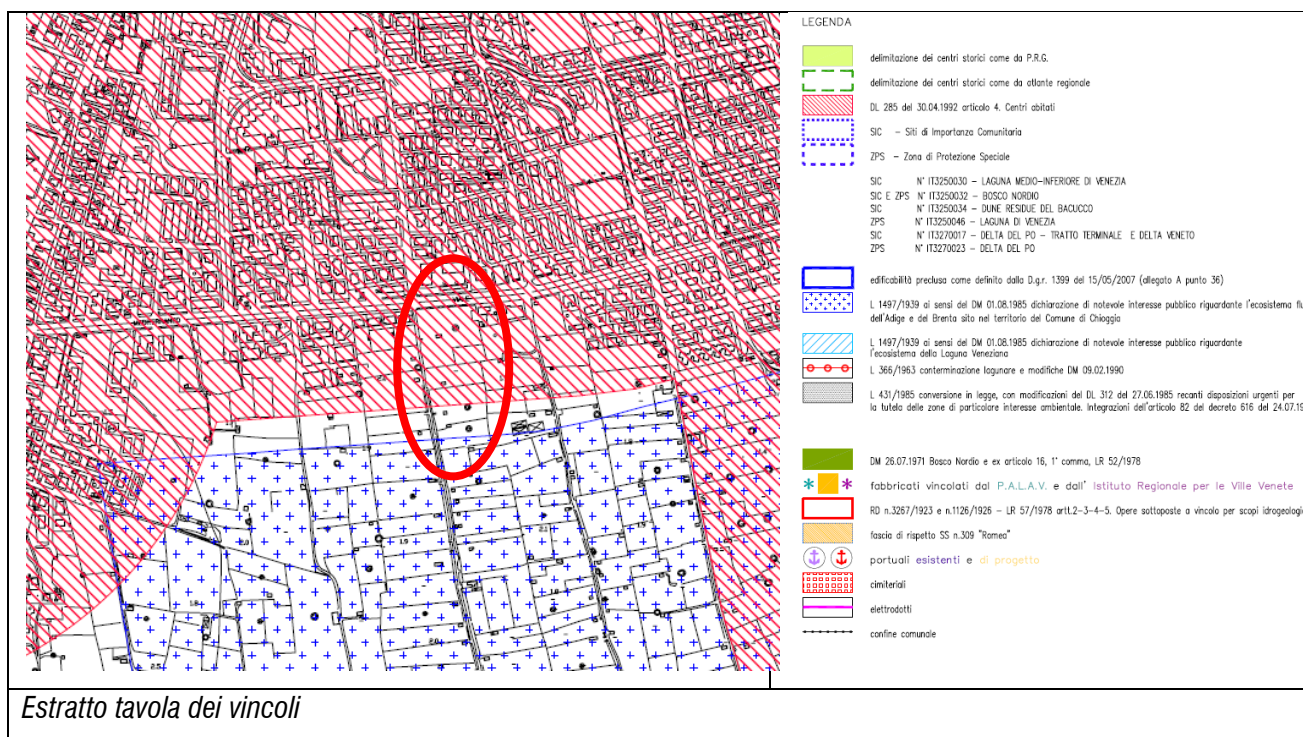 LEGENDA
delimitazione dei centri storici come da P.R.G.
delimitazione dei centri storici come da atlante regionale
DL 285 del 30.04.1992 articolo 4. Centri abitati
SIC – Siti di Importanza Comunitaria
ZPS – Zona di Protezione Speciale
SIC N° IT3250030 – LAGUNA MEDIO-INFERIORE DI VENEZIA
SIC E ZPS N° IT3250032 – BOSCO NORDIO
SIC N° IT3250034 – DUNE RESIDUE DEL BACUCCO
ZPS N° IT3250046 – LAGUNA DI VENEZIA
SIC N° IT3270017 – DELTA DEL PO – TRATTO TERMINALE E DELTA VENETO
ZPS N° IT3270023 – DELTA DEL PO
edificabilità preclusa come definito dalla D.g.r. 1399 del 15/05/2007 (allegato A punto 36)
L 1497/1939 ai sensi del DM 01.08.1985 dichiarazione di notevole interesse pubblico riguardante l'ecosistema flu
dell'Adige e del Brenta sito nel territorio del Comune di Chioggia
L 1497/1939 ai sensi del DM 01.08.1985 dichiarazione di notevole interesse pubblico riguardante
l'ecosistema della Laguna Veneziana
L 366/1963 conterminazione lagunare e modifiche DM 09.02.1990
L 431/1985 conversione in legge, con modificazioni del DL 312 del 27.06.1985 recanti disposizioni urgenti per
la tutela delle zone di particolare interesse ambientale. Integrazioni dell'articolo 82 del decreto 616 del 24.07.19
DM 26.07.1971 Bosco Nordio e ex articolo 16, 1° comma, LR 52/1978
fabbricati vincolati dal P.A.L.A.V. e dall' Istituto Regionale per le Ville Venete
RD n.3267/1923 e n.1126/1926 – LR 57/1978 artt.2-3-4-5. Opere sottoposte a vincolo per scopi idrogeologi
fascia di rispetto SS n.309 "Romea"
portuali esistenti e di progetto
cimiteriali
elettrodotti
confine comunale
Estratto tavola dei vincoli